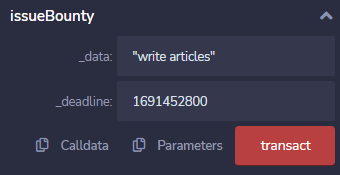 issueBounty
_data: "write articles"
_deadline: 1691452800
Calldata Parameters transact